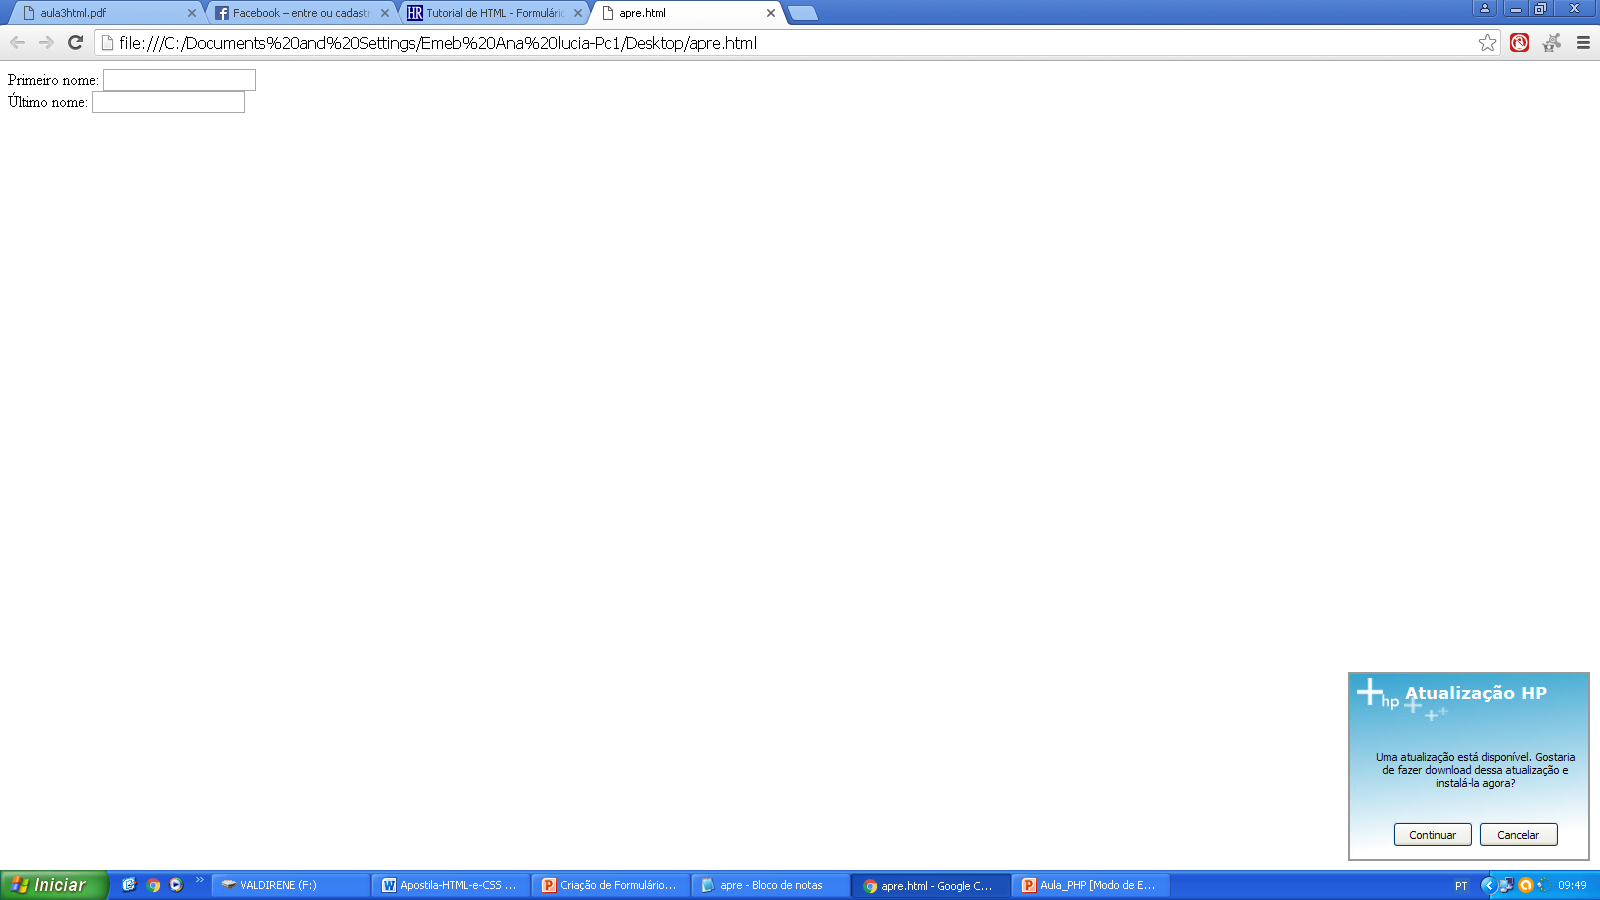 aula3html.pdf
Facebook – entre ou cadastr
HR Tutorial de HTML - Formulário
apre.html
file:///C:/Documents%20and%20Settings/Emeb%20Ana%20lucia-Pc1/Desktop/apre.html
Primeiro nome:
Último nome:
hp Atualização HP
Uma atualização está disponível. Gostaria
de fazer download dessa atualização e
instalá-la agora?
Continuar
Cancelar
Iniciar
VALDIRENE (F:)
Apostila-HTML-e-CSS ...
Criação de Formulário...
apre - Bloco de notas
apre.html - Google C...
Aula_PHP [Modo de E...
PT
09:49